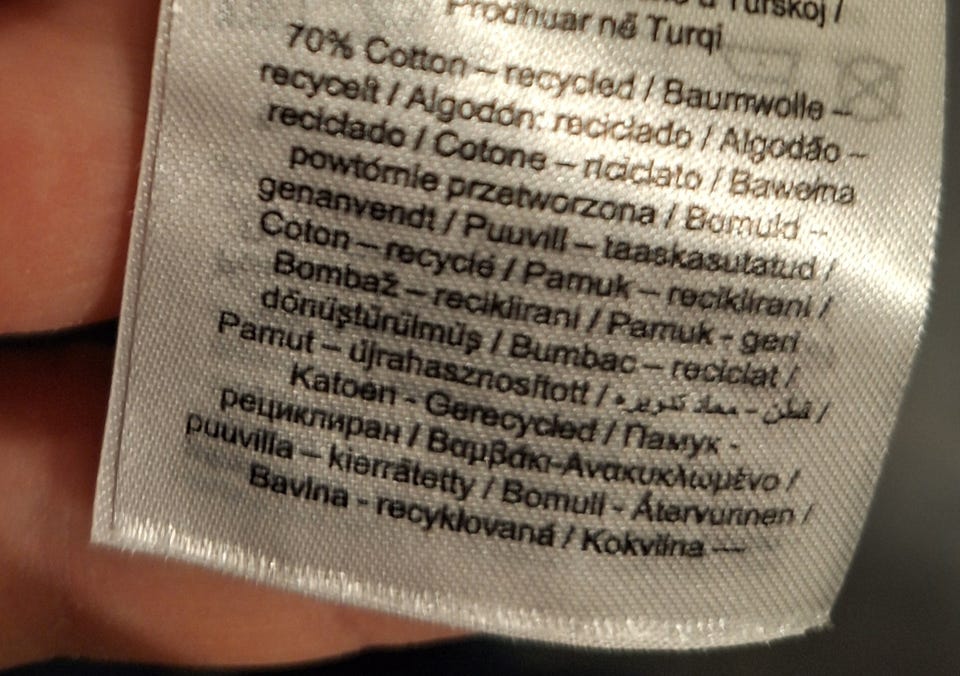 Turskoj /
Prodhuar në Turqi
70% Cotton – recycled / Baumwolle –
recycelt / Algodón: reciclado / Algodão –
reciclado / Cotone – riciclato / Bawełna
powtórnie przetworzona / Bomuld –
genanvendt / Puuvill – taaskasutatud /
Coton – recyclé / Pamuk – reciklirani /
Bombaž – reciklirani / Pamuk - geri
dönüştürülmüş / Bumbac – reciclat /
Pamut – újrahasznosított / قطن - معاد تدويره /
Katoen - Gerecycled / Памук -
рециклиран / Βαμβάκι-Ανακυκλωμένο /
puuvilla – kierrätetty / Bomull - Återvunnen /
Bavlna - recyklovaná / Kokvilna —